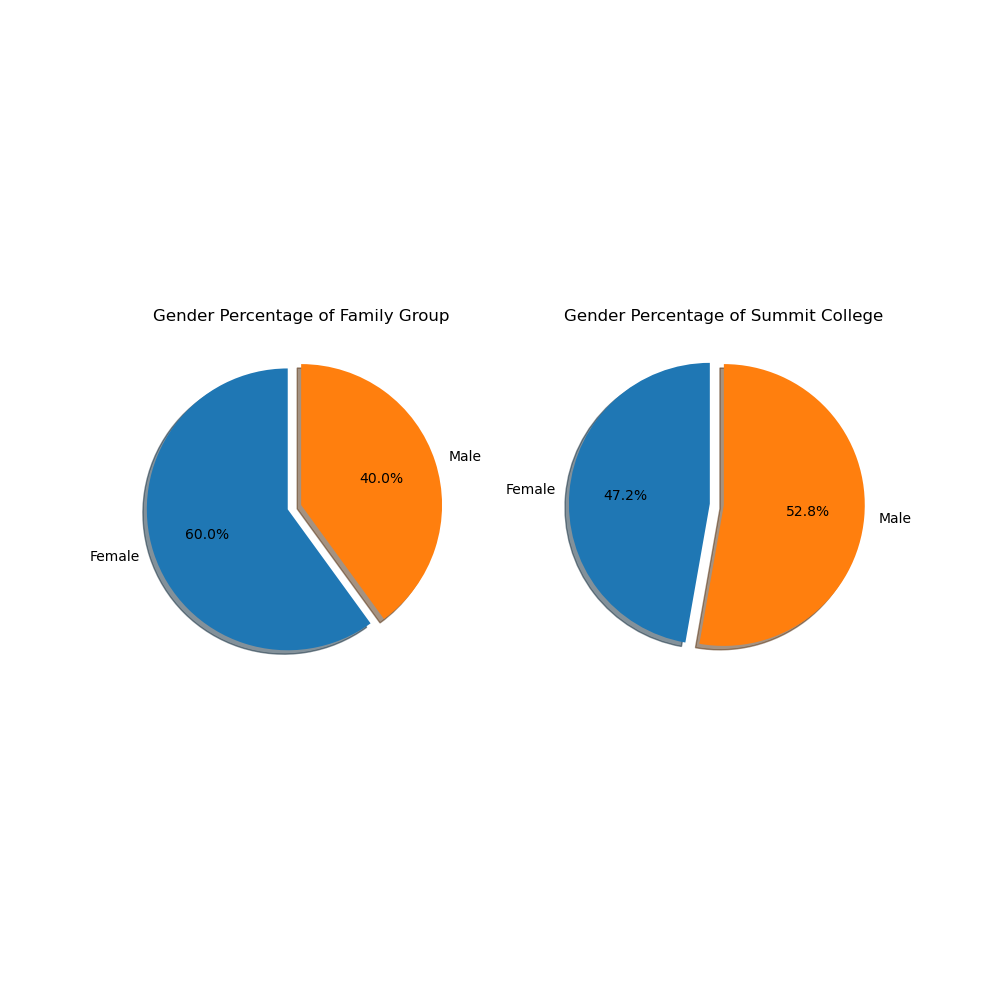 Gender Percentage of Family Group
Male
40.0%
60.0%
Female
Gender Percentage of Summit College
Female
47.2%
52.8%
Male